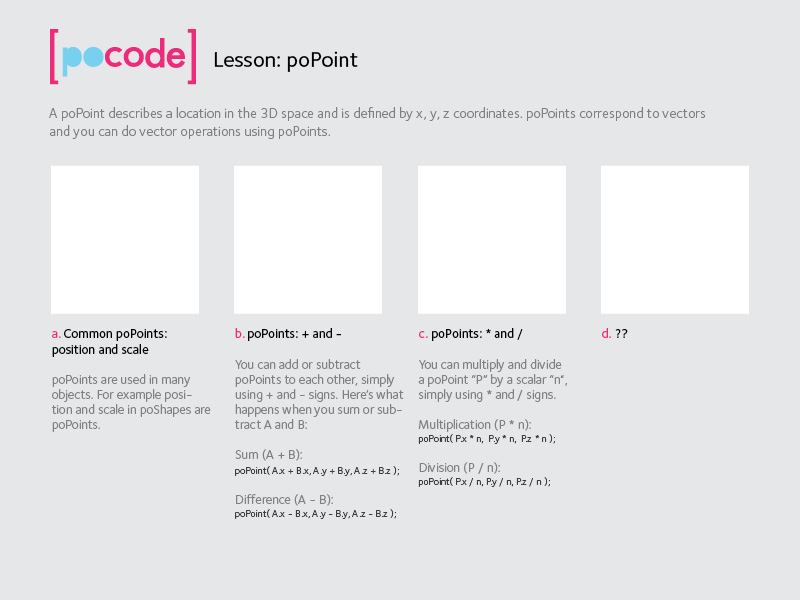 [pocode]
Lesson: poPoint
A poPoint describes a location in the 3D space and is defined by x, y, z coordinates. poPoints correspond to vectors
and you can do vector operations using poPoints.
a. Common poPoints:
position and scale
poPoints are used in many
objects. For example posi-
tion and scale in poShapes are
poPoints.
b. poPoints: + and -
You can add or subtract
poPoints to each other, simply
using + and - signs. Here's what
happens when you sum or sub-
tract A and B:
Sum (A + B):
poPoint( A.x + B.x, A.y + B.y, A.z + B.z );
Difference (A - B):
poPoint( A.x - B.x, A.y - B.y, A.z - B.z );
c. poPoints: * and /
You can multiply and divide
a poPoint "P" by a scalar "n",
simply using * and / signs.
Multiplication (P * n):
poPoint( P.x * n, P.y * n, P.z * n );
Division (P / n):
poPoint( P.x / n, P.y / n, P.z / n );
d. ??